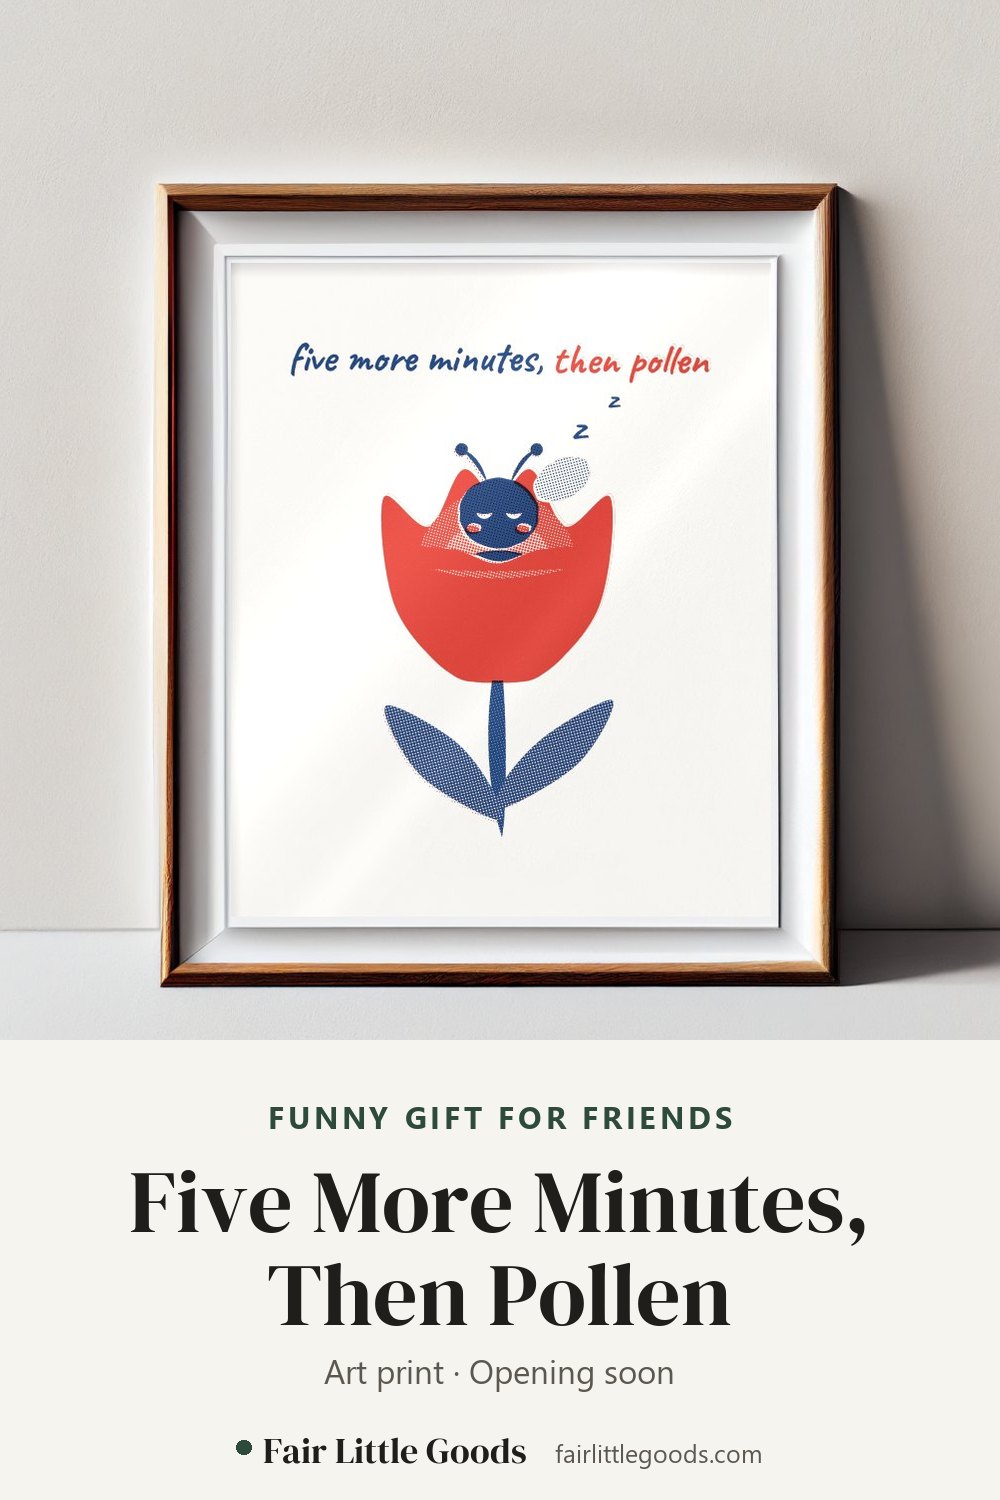 five more minutes, then pollen
z
z
FUNNY GIFT FOR FRIENDS
Five More Minutes,
Then Pollen
Art print · Opening soon
Fair Little Goods fairlittlegoods.com